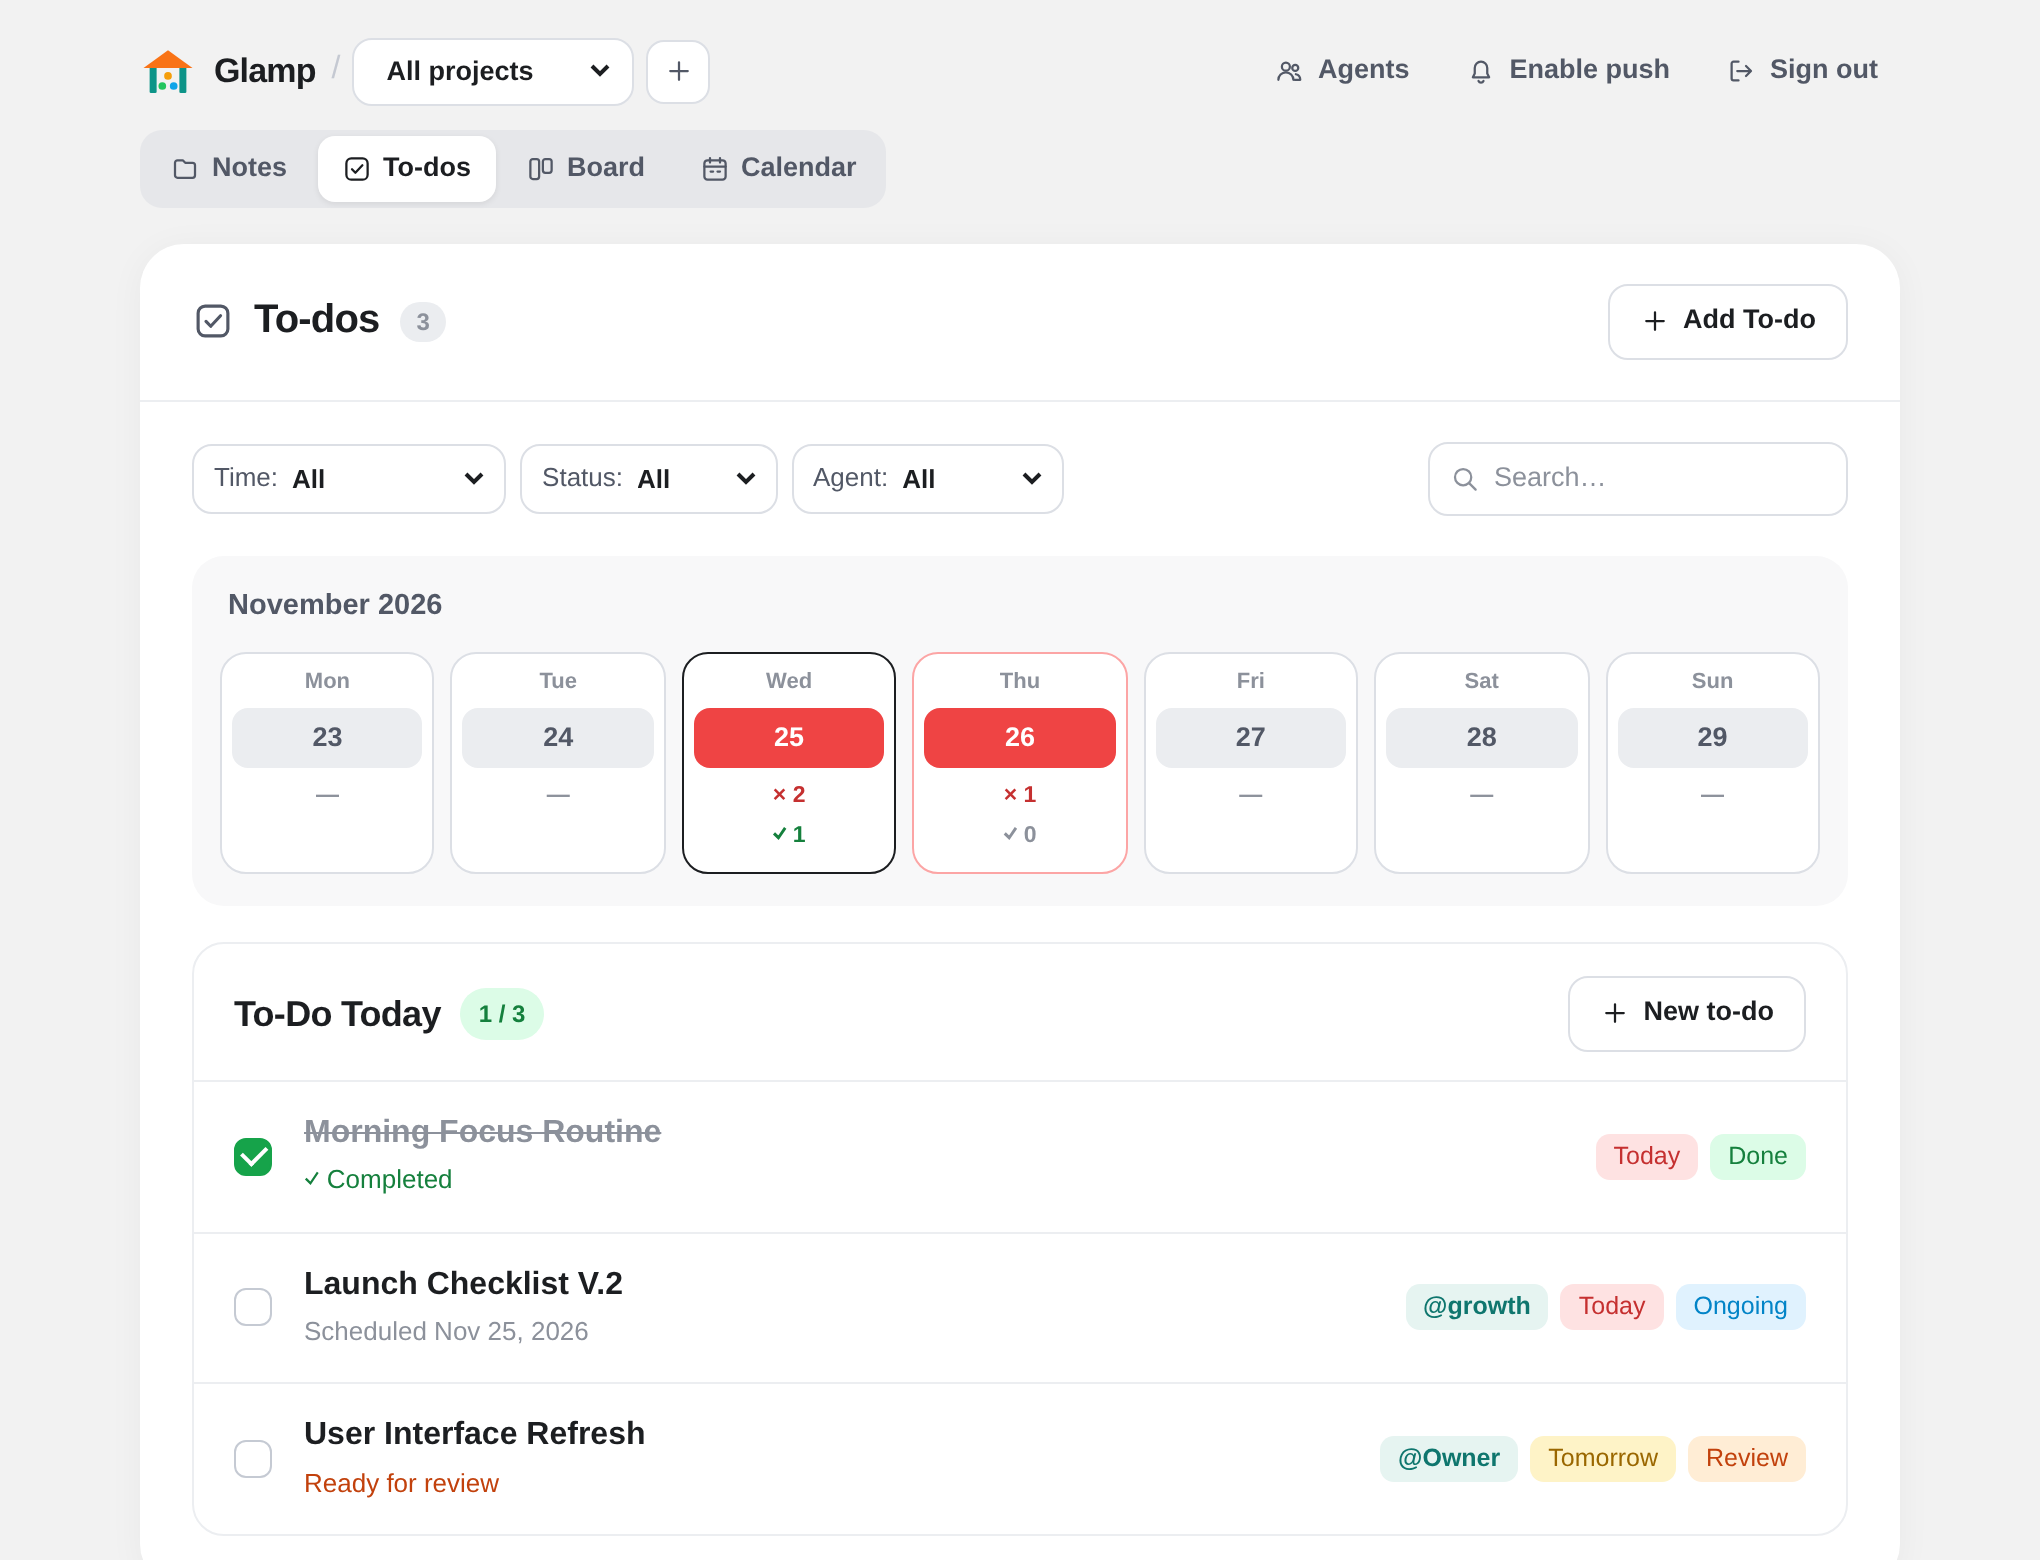 Glamp / All projects
Agents Enable push Sign out
Notes To-dos Board Calendar
To-dos 3
Add To-do
Time: All Status: All Agent: All
Search…
November 2026
Mon Tue Wed Thu Fri Sat Sun
23 24 25 26 27 28 29
— — × 2 × 1 — — —
✓ 1 ✓ 0
To-Do Today 1 / 3
New to-do
Morning Focus Routine
✓ Completed
Today Done
Launch Checklist V.2
Scheduled Nov 25, 2026
@growth Today Ongoing
User Interface Refresh
Ready for review
@Owner Tomorrow Review